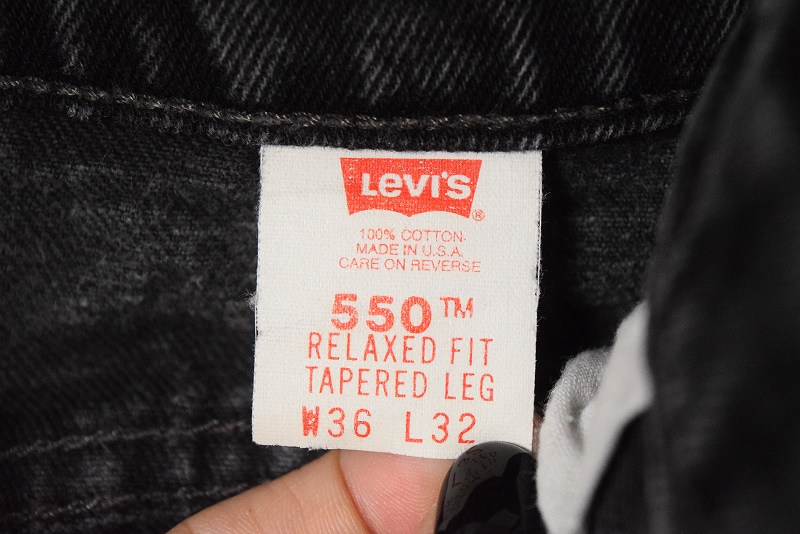 Levi's®
100% COTTON
MADE IN U.S.A.
CARE ON REVERSE
550™
RELAXED FIT
TAPERED LEG
W36 L32